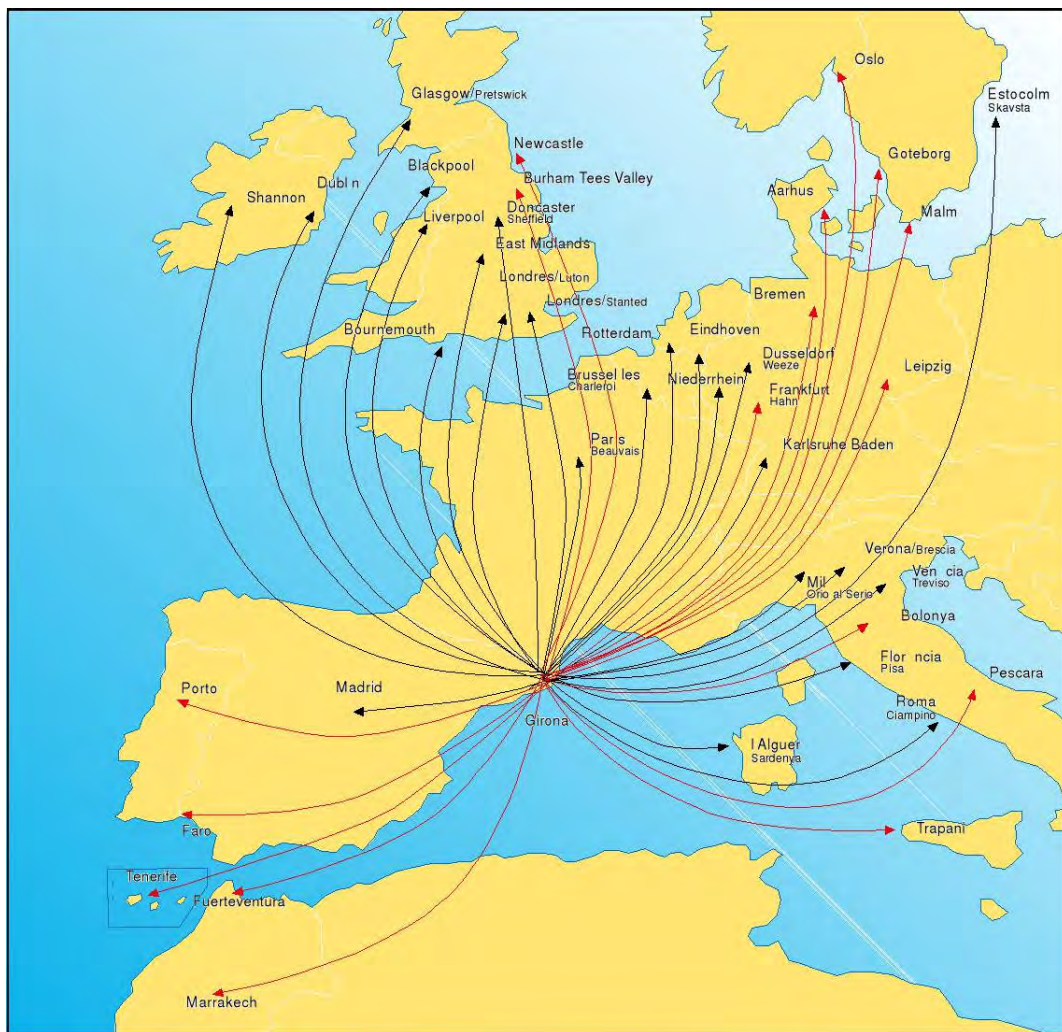 Oslo
Estocolm
Skavsta
Glasgow/Pretswick
Newcastle
Goteborg
Blackpool
Burham Tees Valley
Dubl n
Aarhus
Shannon
Doncaster
Sheffield
Malm
Liverpool
East Midlands
Londres/Luton
Bremen
Londres/Stanted
Bournemouth
Rotterdam
Eindhoven
Dusseldorf
Weeze
Leipzig
Brussel les
Charleroi
Niederrhein
Frankfurt
Hahn
Par s
Beauvais
Karlsruhe Baden
Verona/Brescia
Ven cia
Treviso
Mil
Orio al Serio
Bolonya
Flor ncia
Pisa
Pescara
Porto
Madrid
Roma
Ciampino
Girona
l Alguer
Sardenya
Faro
Trapani
Tenerife
Fuerteventura
Marrakech